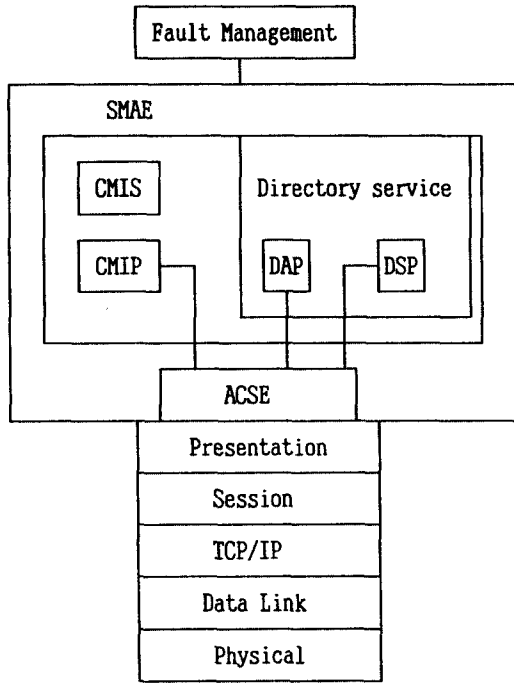 Fault Management
SMAE
CMIS
Directory service
CMIP
DAP
DSP
ACSE
Presentation
Session
TCP/IP
Data Link
Physical